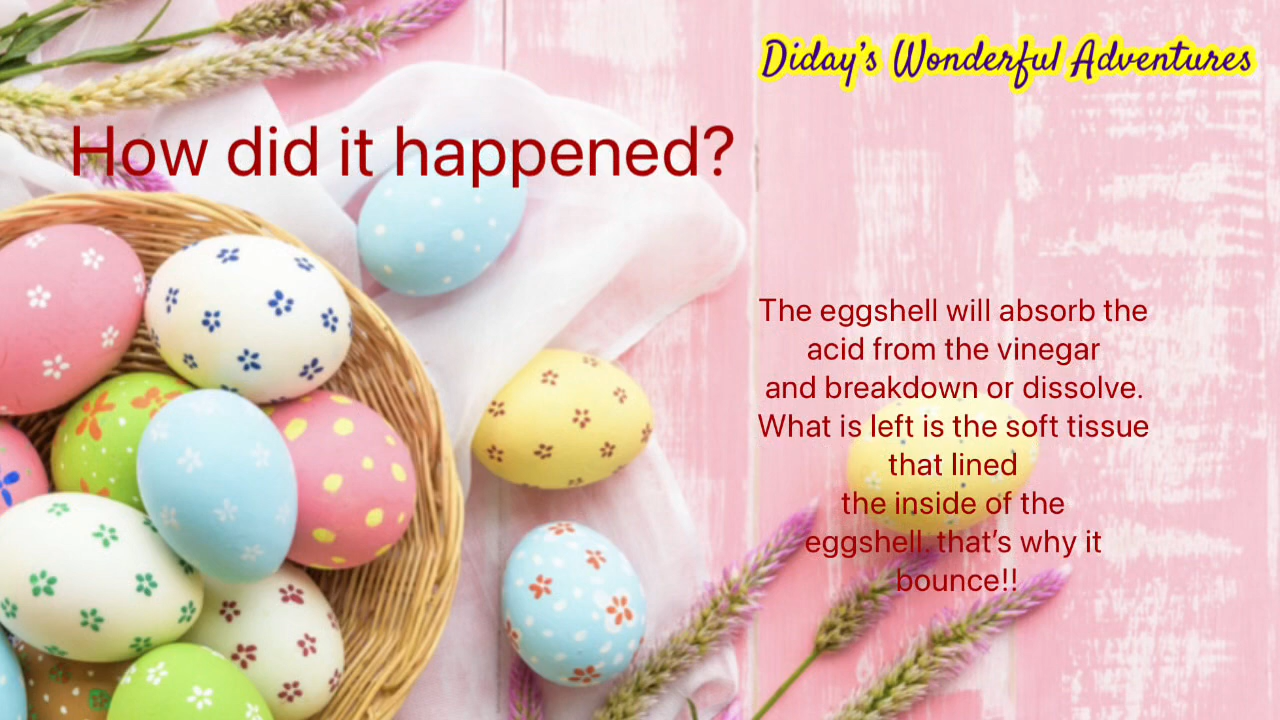 Diday's Wonderful Adventures
How did it happened?
The eggshell will absorb the
acid from the vinegar
and breakdown or dissolve.
What is left is the soft tissue
that lined
the inside of the
eggshell. that's why it
bounce!!